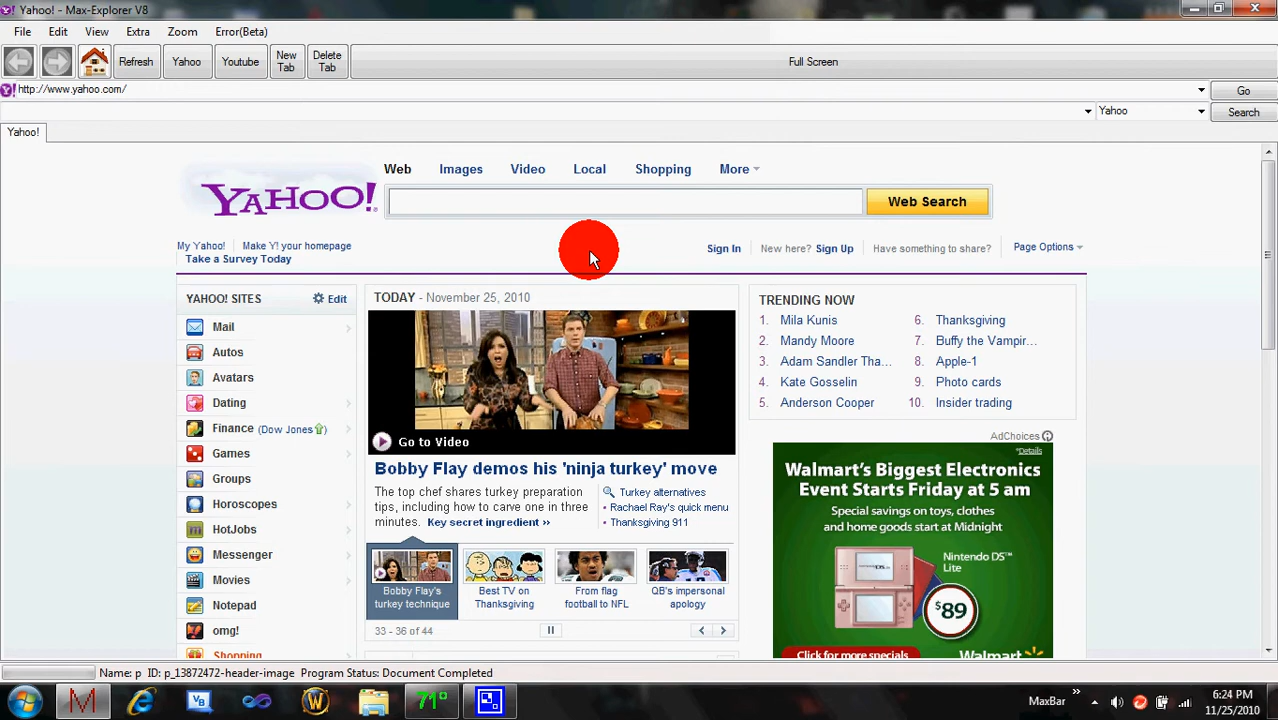 Yahoo! - Max-Explorer V8
File Edit View Extra Zoom Error(Beta)
Refresh Yahoo Youtube New Tab Delete Tab Full Screen
http://www.yahoo.com/ Go
Yahoo Search
Yahoo!
Web Images Video Local Shopping More
YAHOO! Web Search
My Yahoo! Make Y! your homepage
Take a Survey Today
Sign In New here? Sign Up Have something to share? Page Options
YAHOO! SITES Edit
Mail
Autos
Avatars
Dating
Finance (Dow Jones)
Games
Groups
Horoscopes
HotJobs
Messenger
Movies
Notepad
omg!
Shopping
TODAY - November 25, 2010
Go to Video
Bobby Flay demos his 'ninja turkey' move
The top chef shares turkey preparation
tips, including how to carve one in three
minutes. Key secret ingredient »
Turkey alternatives
• Rachael Ray's quick menu
• Thanksgiving 911
Bobby Flay's
turkey technique
Best TV on
Thanksgiving
From flag
football to NFL
QB's impersonal
apology
33 - 36 of 44
TRENDING NOW
1. Mila Kunis
2. Mandy Moore
3. Adam Sandler Tha...
4. Kate Gosselin
5. Anderson Cooper
6. Thanksgiving
7. Buffy the Vampir...
8. Apple-1
9. Photo cards
10. Insider trading
AdChoices
*Details
Walmart's Biggest Electronics
Event Starts Friday at 5 am
Special savings on toys, clothes
and home goods start at Midnight
Nintendo DS™
Lite
$89
Click for more specials Walmart
Name: p ID: p_13872472-header-image Program Status: Document Completed
M VB W 71° MaxBar »
6:24 PM
11/25/2010